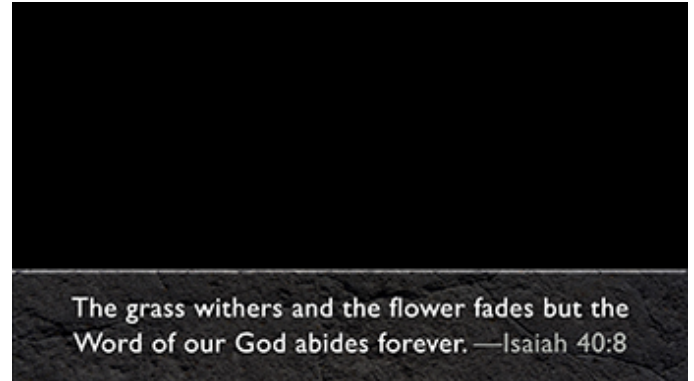 The grass withers and the flower fades but the
Word of our God abides forever. —Isaiah 40:8